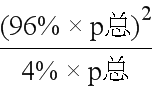 (96% × p总)²
4% × p总